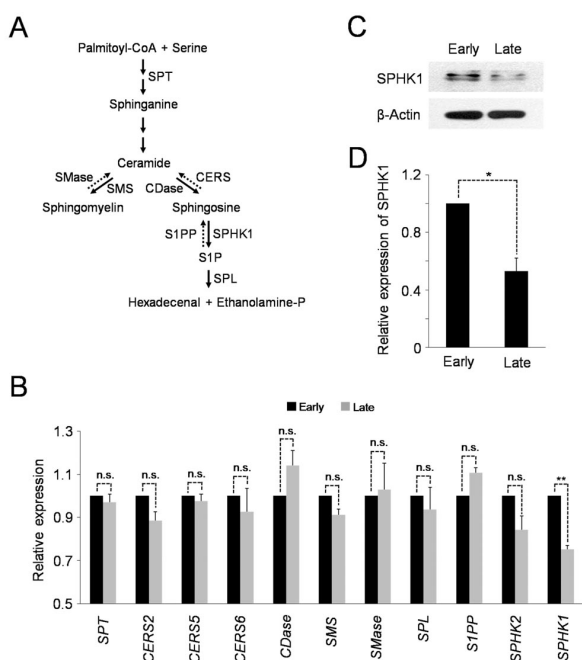 A
Palmitoyl-CoA + Serine
SPT
Sphinganine
Ceramide
SMase
SMS
CDase
CERS
Sphingomyelin
Sphingosine
S1PP
SPHK1
S1P
SPL
Hexadecenal + Ethanolamine-P
C
Early Late
SPHK1
β-Actin
D
Relative expression of SPHK1
1.2
0.8
0.4
0
*
Early Late
B
Early Late
Relative expression
1.3
1.1
0.9
0.7
0.5
n.s. n.s. n.s. n.s. n.s. n.s. n.s. n.s. n.s. n.s. **
SPT CERS2 CERS5 CERS6 CDase SMS SMase SPL S1PP SPHK2 SPHK1